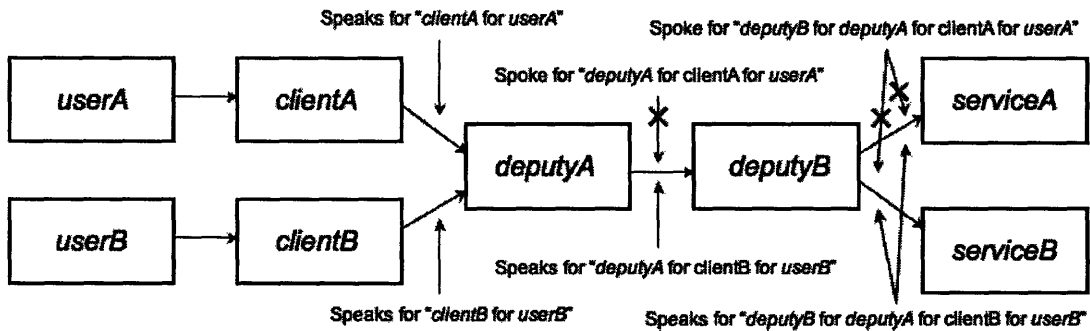 Speaks for "clientA for userA"
Spoke for "deputyB for deputyA for clientA for userA"
Spoke for "deputyA for clientA for userA"
userA
clientA
serviceA
deputyA
deputyB
userB
clientB
serviceB
Speaks for "deputyA for clientB for userB"
Speaks for "clientB for userB"
Speaks for "deputyB for deputyA for clientB for userB"